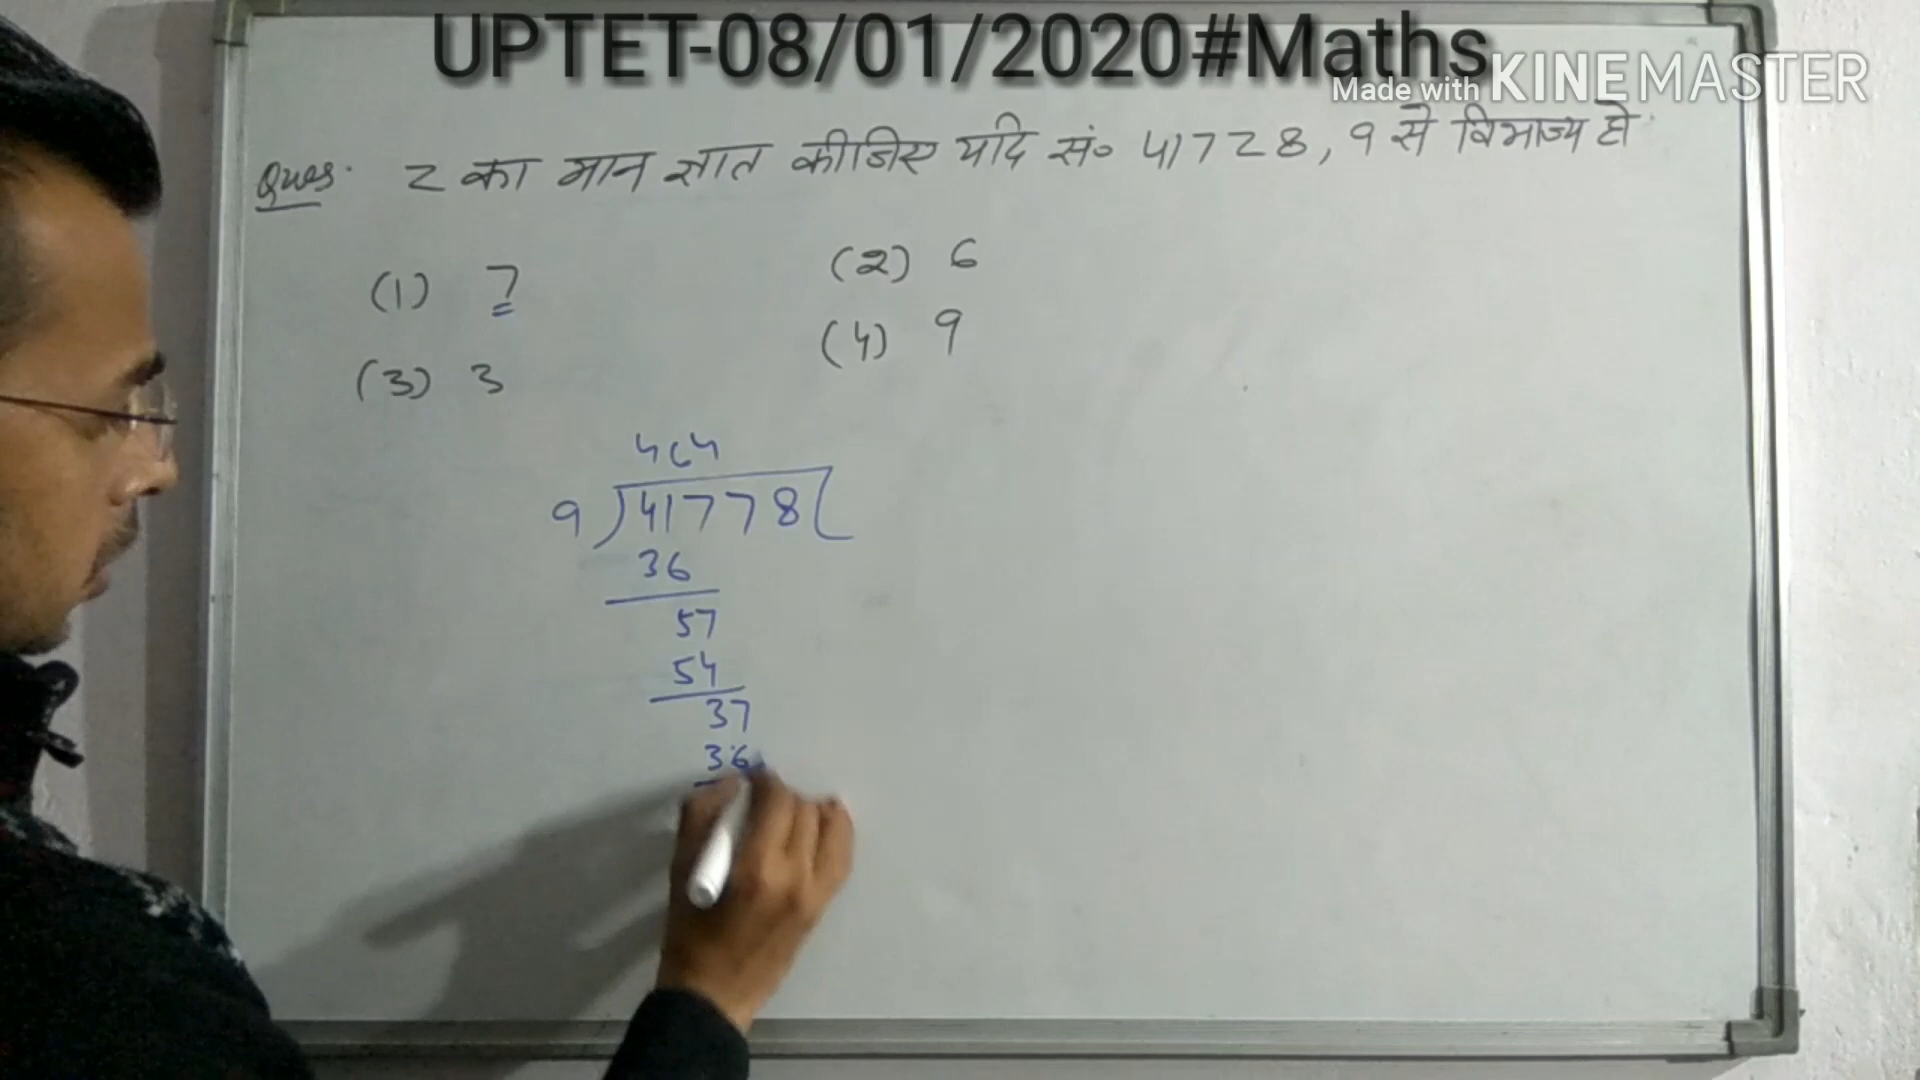 UPTET-08/01/2020#Maths
Made with KINEMASTER
Ques. Z का मान ज्ञात कीजिए यदि सं० 417Z8, 9 से विभाज्य हो
(1) 7 (2) 6
(3) 3 (4) 9
464
9 ) 41778 (
36
57
54
37
36